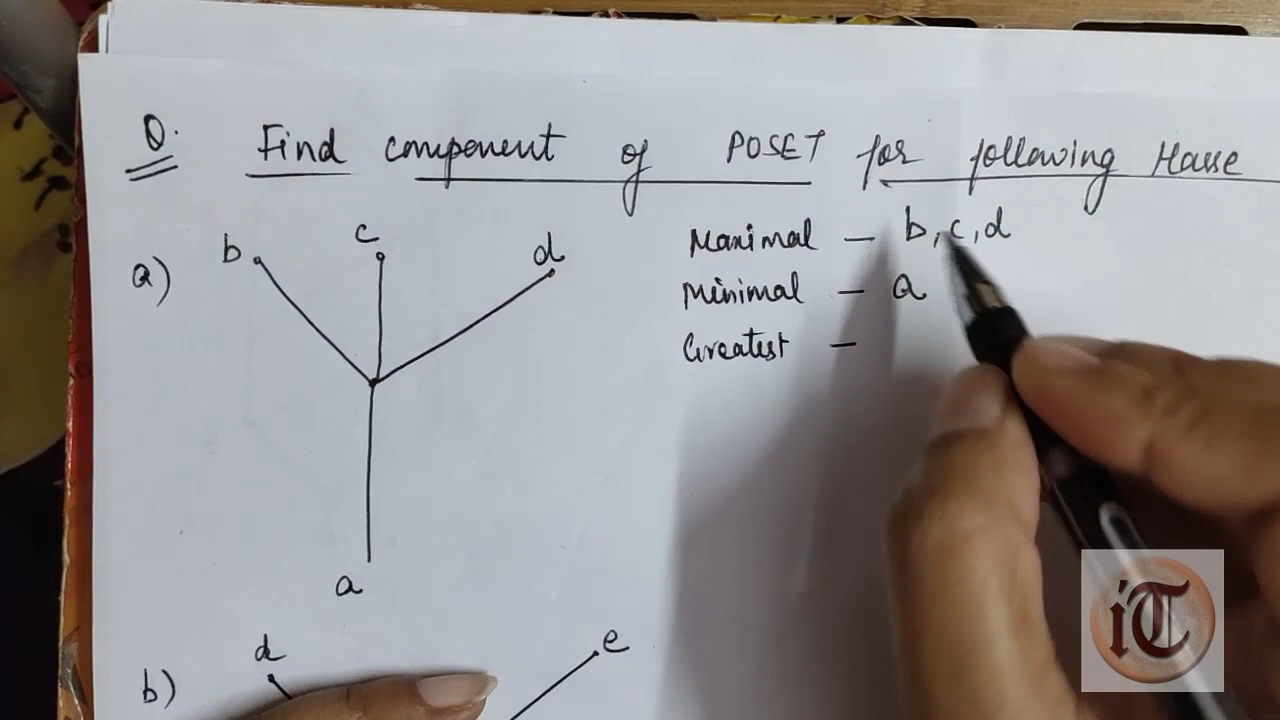 Q. Find component of POSET for following Hasse
a) b c d
a
Maximal – b, c, d
Minimal – a
Greatest –
b) d e
iT